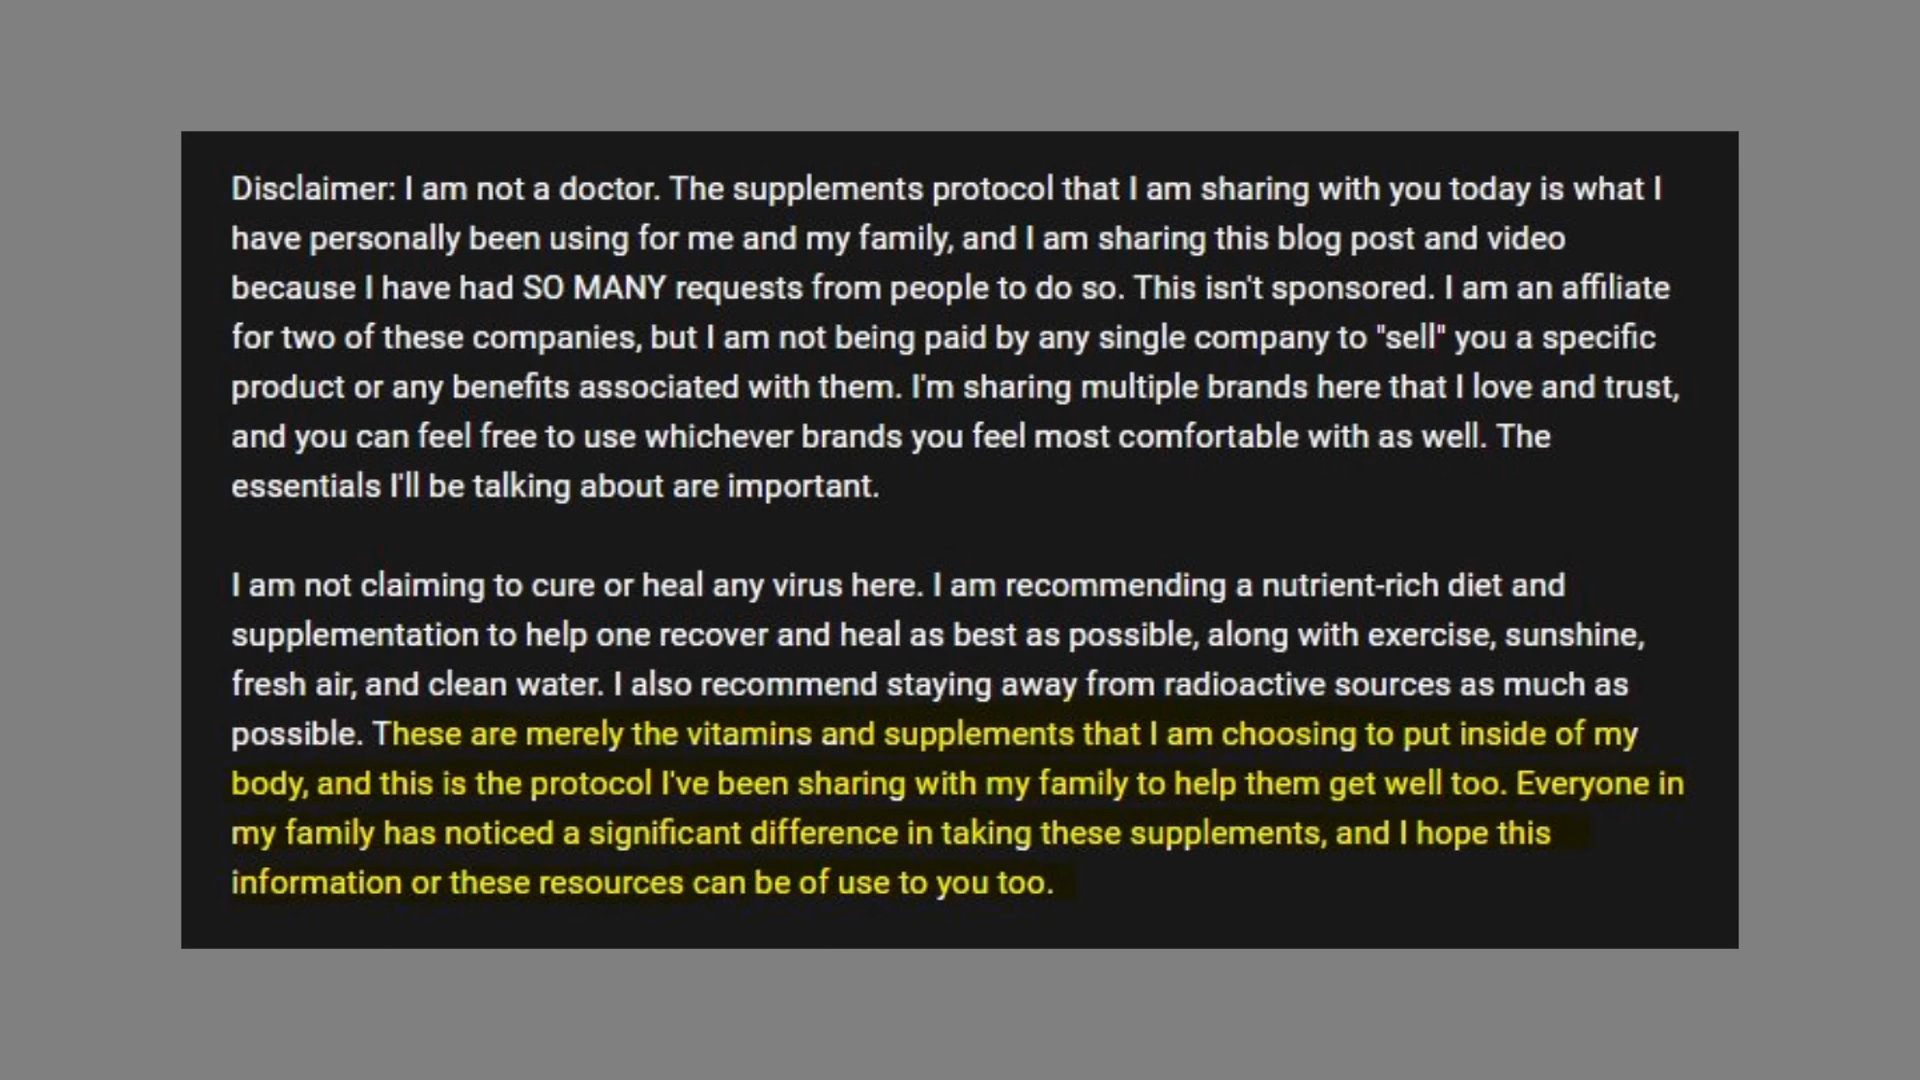 Disclaimer: I am not a doctor. The supplements protocol that I am sharing with you today is what I
have personally been using for me and my family, and I am sharing this blog post and video
because I have had SO MANY requests from people to do so. This isn't sponsored. I am an affiliate
for two of these companies, but I am not being paid by any single company to "sell" you a specific
product or any benefits associated with them. I'm sharing multiple brands here that I love and trust,
and you can feel free to use whichever brands you feel most comfortable with as well. The
essentials I'll be talking about are important.
I am not claiming to cure or heal any virus here. I am recommending a nutrient-rich diet and
supplementation to help one recover and heal as best as possible, along with exercise, sunshine,
fresh air, and clean water. I also recommend staying away from radioactive sources as much as
possible. These are merely the vitamins and supplements that I am choosing to put inside of my
body, and this is the protocol I've been sharing with my family to help them get well too. Everyone in
my family has noticed a significant difference in taking these supplements, and I hope this
information or these resources can be of use to you too.